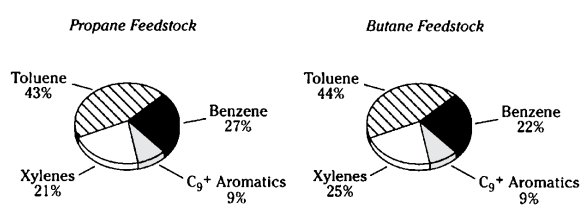 Propane Feedstock
Toluene
43%
Benzene
27%
Xylenes
21%
C₉⁺ Aromatics
9%
Butane Feedstock
Toluene
44%
Benzene
22%
Xylenes
25%
C₉⁺ Aromatics
9%